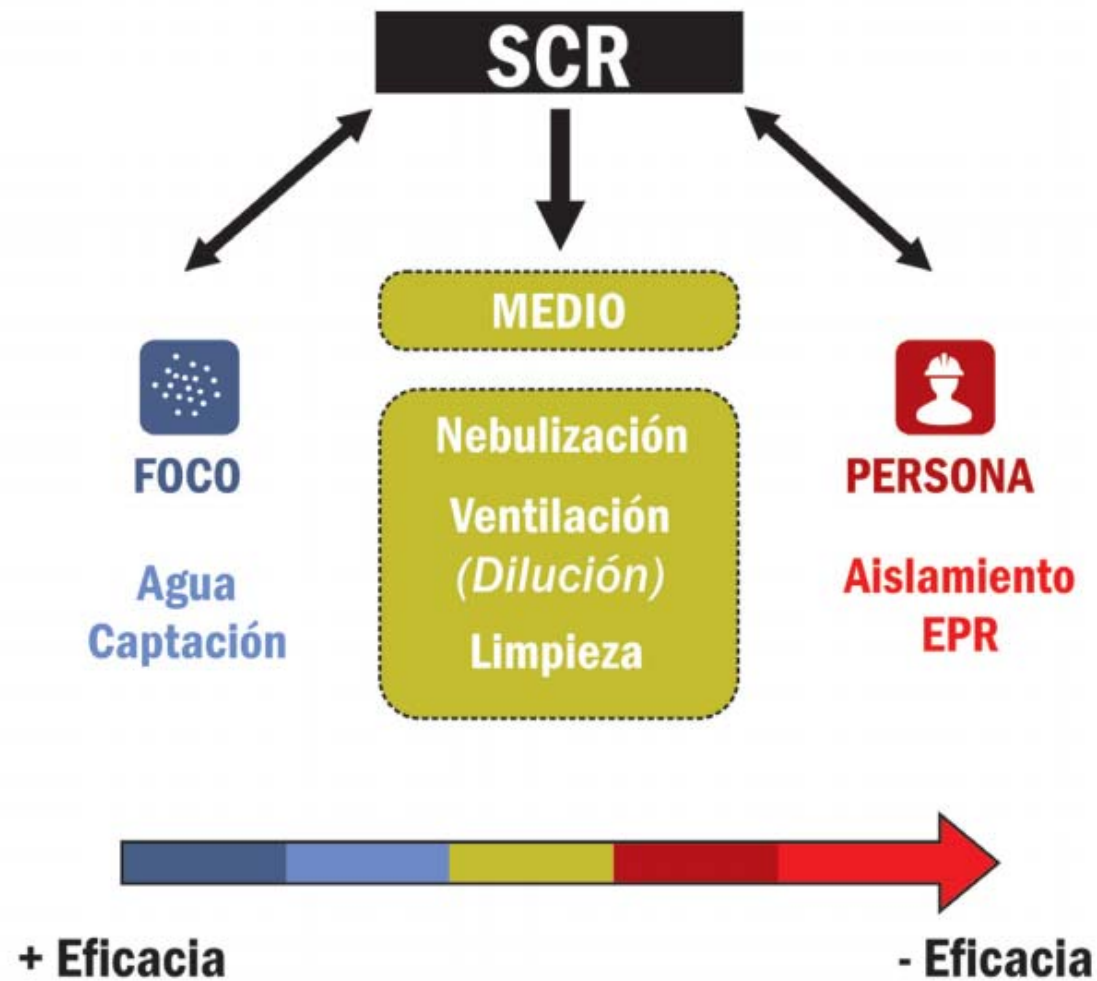 SCR
MEDIO
FOCO
Agua
Captación
Nebulización
Ventilación
(Dilución)
Limpieza
PERSONA
Aislamiento
EPR
+ Eficacia
- Eficacia